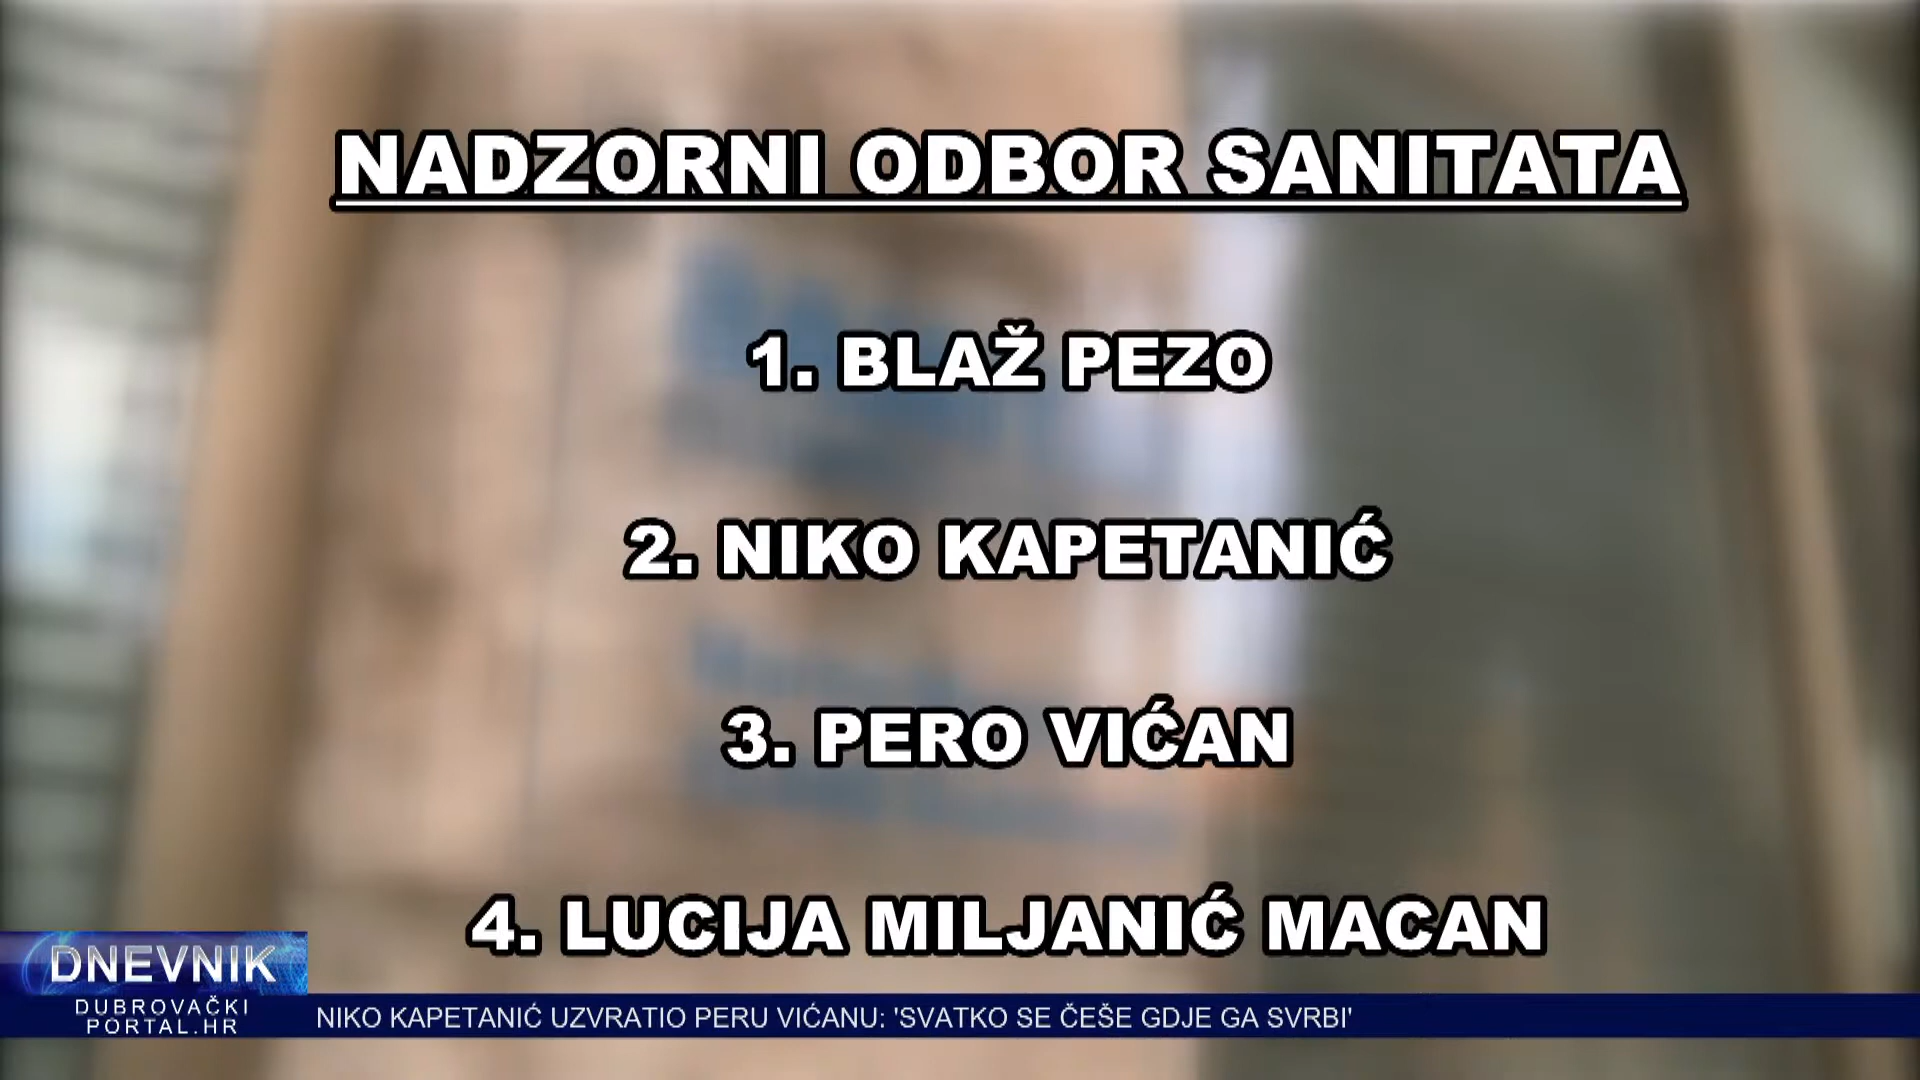 NADZORNI ODBOR SANITATA
1. BLAŽ PEZO
2. NIKO KAPETANIĆ
3. PERO VIĆAN
4. LUCIJA MILJANIĆ MACAN
DNEVNIK
DUBROVAČKI
PORTAL.HR
NIKO KAPETANIĆ UZVRATIO PERU VIĆANU: 'SVATKO SE ČEŠE GDJE GA SVRBI'